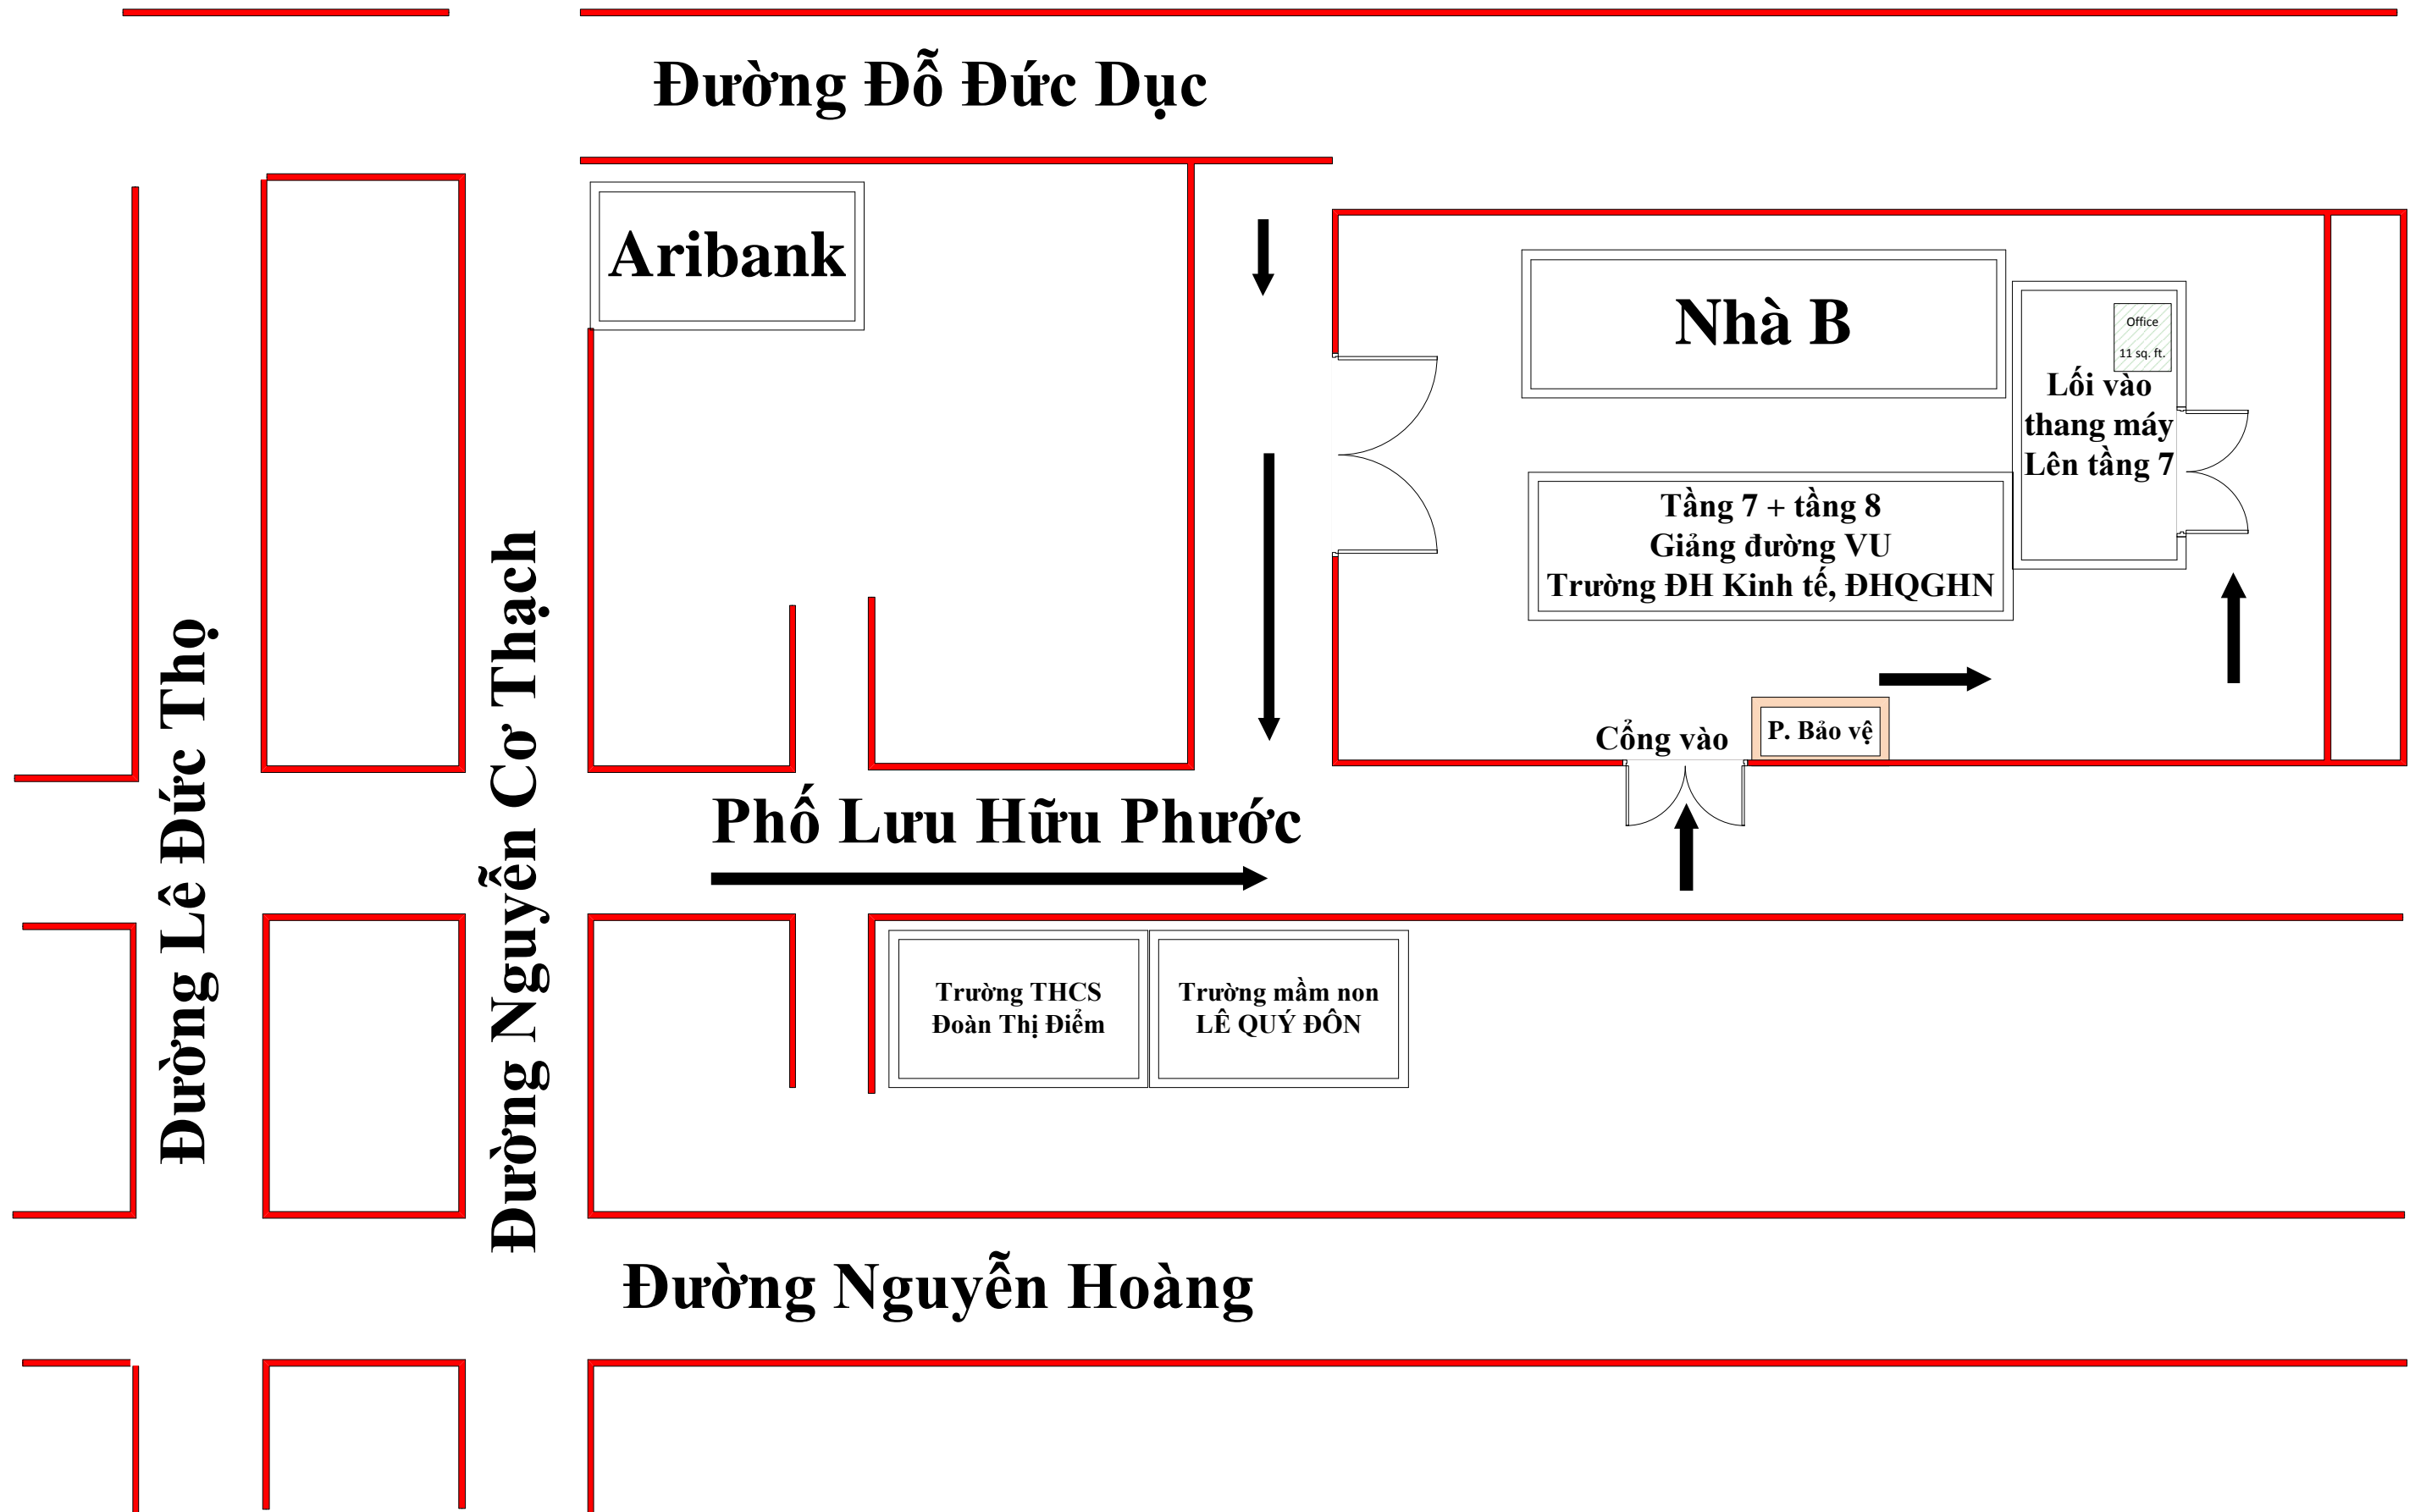 Đường Đỗ Đức Dục
Aribank
Nhà B
Office
11 sq. ft.
Lối vào
thang máy
Lên tầng 7
Tầng 7 + tầng 8
Giảng đường VU
Trường ĐH Kinh tế, ĐHQGHN
Cổng vào
P. Bảo vệ
Đường Lê Đức Thọ
Đường Nguyễn Cơ Thạch
Phố Lưu Hữu Phước
Trường THCS
Đoàn Thị Điểm
Trường mầm non
LÊ QUÝ ĐÔN
Đường Nguyễn Hoàng